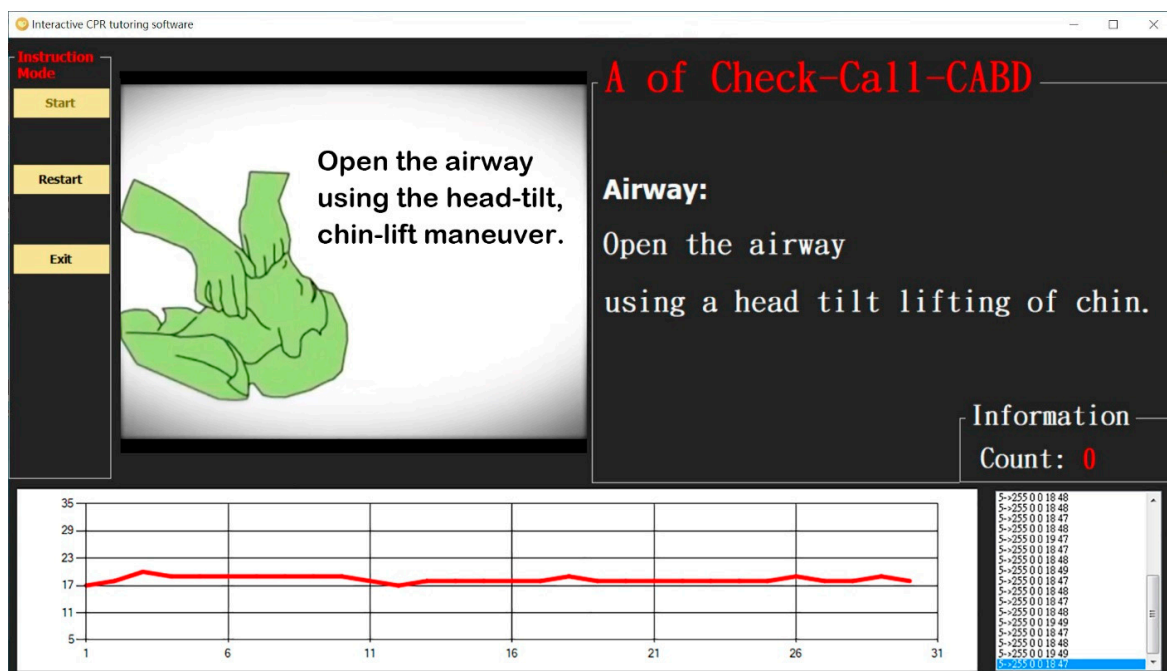 Interactive CPR tutoring software
Instruction
Mode
Start
Restart
Exit
Open the airway
using the head-tilt,
chin-lift maneuver.
A of Check-Call-CABD
Airway:
Open the airway
using a head tilt lifting of chin.
Information
Count: 0
35
29
23
17
11
5
1 6 11 16 21 26 31
5->255 0 0 18 48
5->255 0 0 18 48
5->255 0 0 18 47
5->255 0 0 18 48
5->255 0 0 19 47
5->255 0 0 18 47
5->255 0 0 18 48
5->255 0 0 18 49
5->255 0 0 18 47
5->255 0 0 18 48
5->255 0 0 18 47
5->255 0 0 18 48
5->255 0 0 19 49
5->255 0 0 18 47
5->255 0 0 18 48
5->255 0 0 19 49
5->255 0 0 18 47